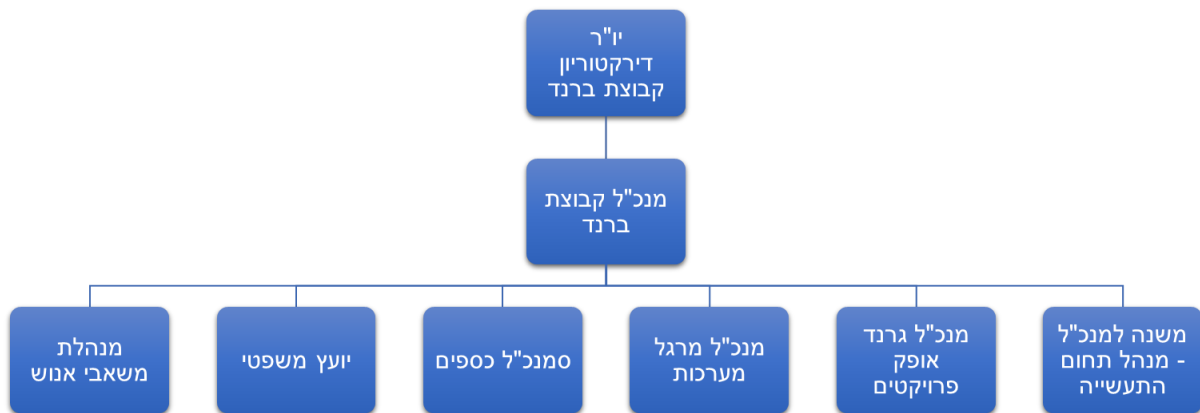 יו"ר
דירקטוריון
קבוצת ברנד
מנכ"ל קבוצת
ברנד
משנה למנכ"ל
- מנהל תחום
התעשייה
מנכ"ל גרנד
אופק
פרויקטים
מנכ"ל מרגל
מערכות
סמנכ"ל כספים
יועץ משפטי
מנהלת
משאבי אנוש